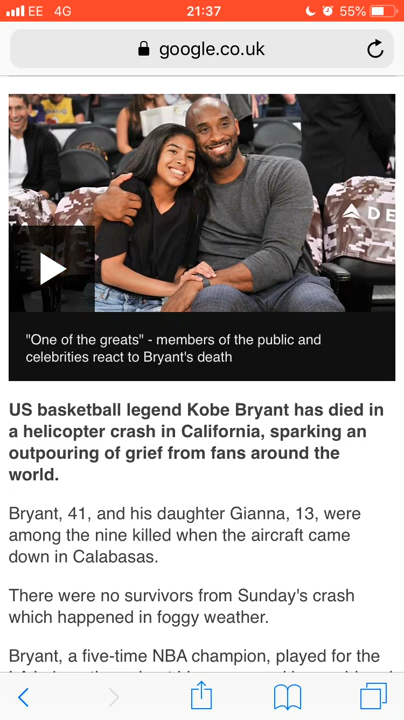 EE 4G 21:37 55%
google.co.uk
DE
"One of the greats" - members of the public and
celebrities react to Bryant's death
US basketball legend Kobe Bryant has died in
a helicopter crash in California, sparking an
outpouring of grief from fans around the
world.
Bryant, 41, and his daughter Gianna, 13, were
among the nine killed when the aircraft came
down in Calabasas.
There were no survivors from Sunday's crash
which happened in foggy weather.
Bryant, a five-time NBA champion, played for the